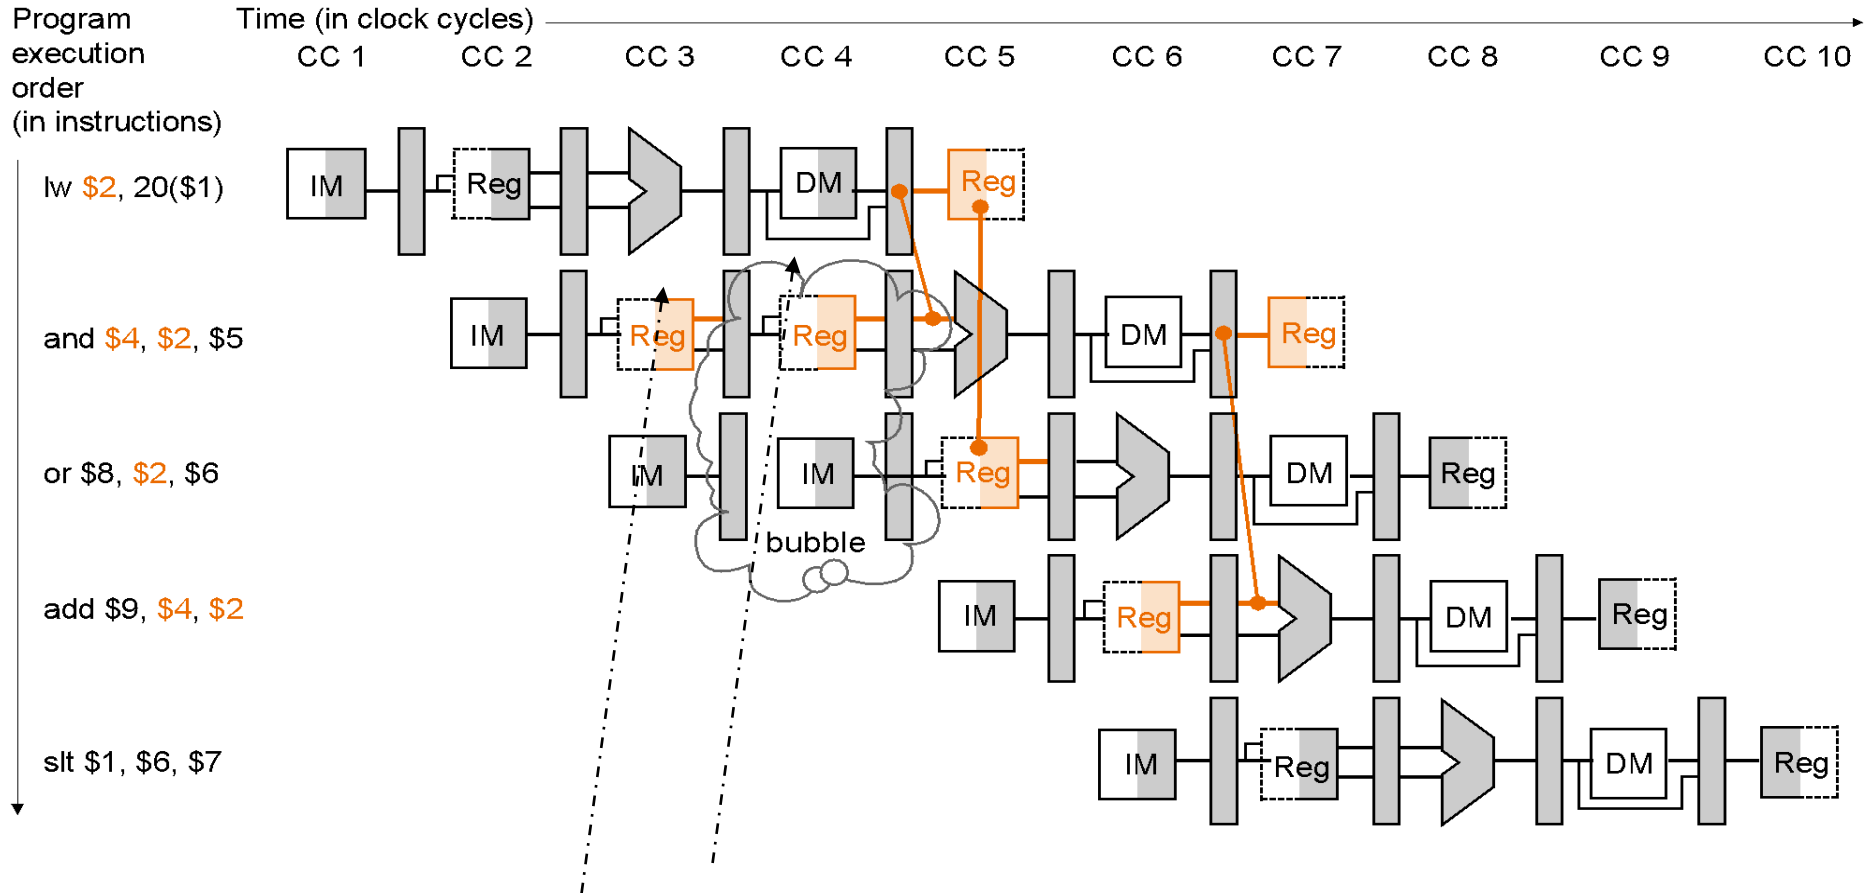 Program
execution
order
(in instructions)
Time (in clock cycles)
CC 1 CC 2 CC 3 CC 4 CC 5 CC 6 CC 7 CC 8 CC 9 CC 10
lw $2, 20($1)
IM Reg DM Reg
and $4, $2, $5
IM Reg Reg DM Reg
or $8, $2, $6
IM IM Reg DM Reg
bubble
add $9, $4, $2
IM Reg DM Reg
slt $1, $6, $7
IM Reg DM Reg